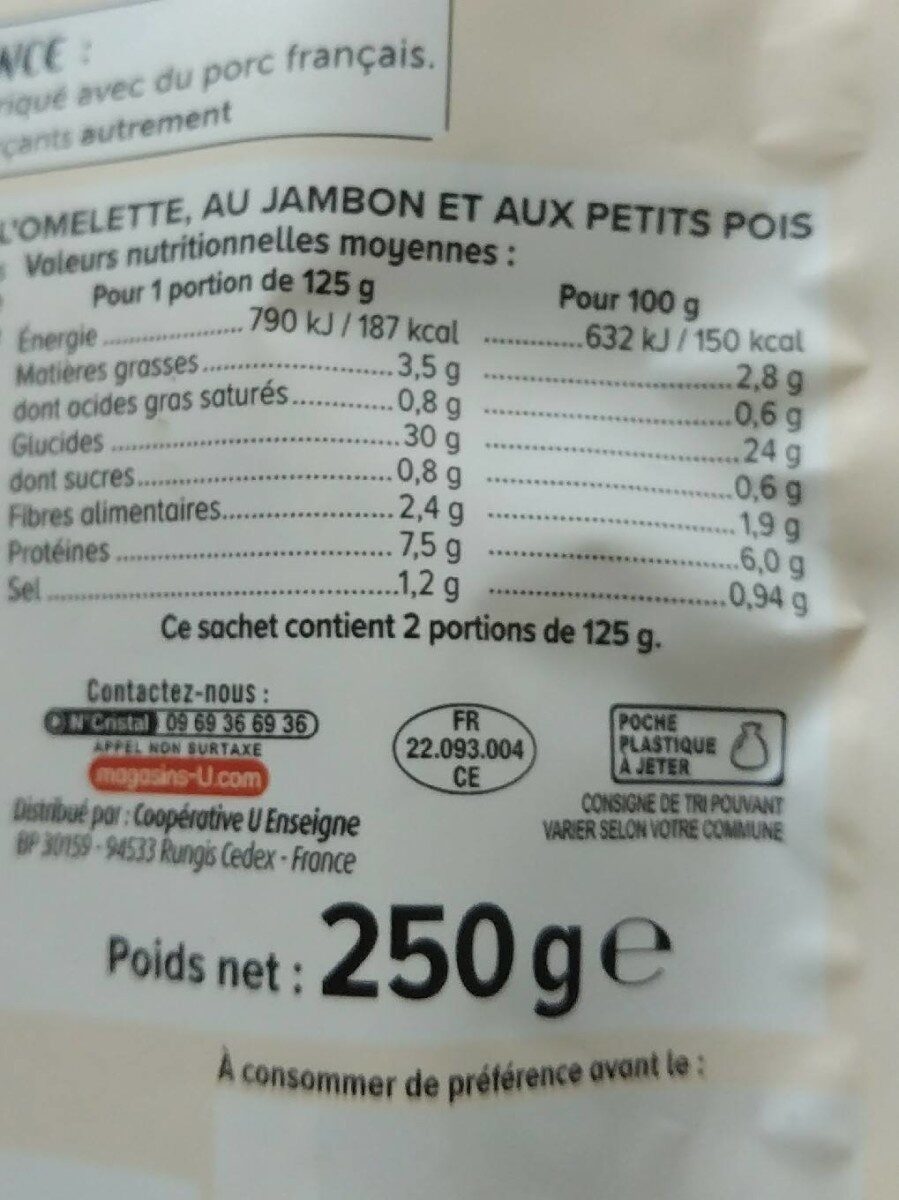 NCE :
riqué avec du porc français.
çants autrement
L'OMELETTE, AU JAMBON ET AUX PETITS POIS
Valeurs nutritionnelles moyennes :
Pour 1 portion de 125 g Pour 100 g
Énergie ........ 790 kJ / 187 kcal ........ 632 kJ / 150 kcal
Matières grasses ........ 3,5 g ........ 2,8 g
dont acides gras saturés ........ 0,8 g ........ 0,6 g
Glucides ........ 30 g ........ 24 g
dont sucres ........ 0,8 g ........ 0,6 g
Fibres alimentaires ........ 2,4 g ........ 1,9 g
Protéines ........ 7,5 g ........ 6,0 g
Sel ........ 1,2 g ........ 0,94 g
Ce sachet contient 2 portions de 125 g.
Contactez-nous :
N°Cristal 09 69 36 69 36
APPEL NON SURTAXE
magasins-U.com
Distribué par : Coopérative U Enseigne
BP 30159 - 94533 Rungis Cedex - France
FR
22.093.004
CE
POCHE
PLASTIQUE
À JETER
CONSIGNE DE TRI POUVANT
VARIER SELON VOTRE COMMUNE
Poids net : 250 g e
À consommer de préférence avant le :